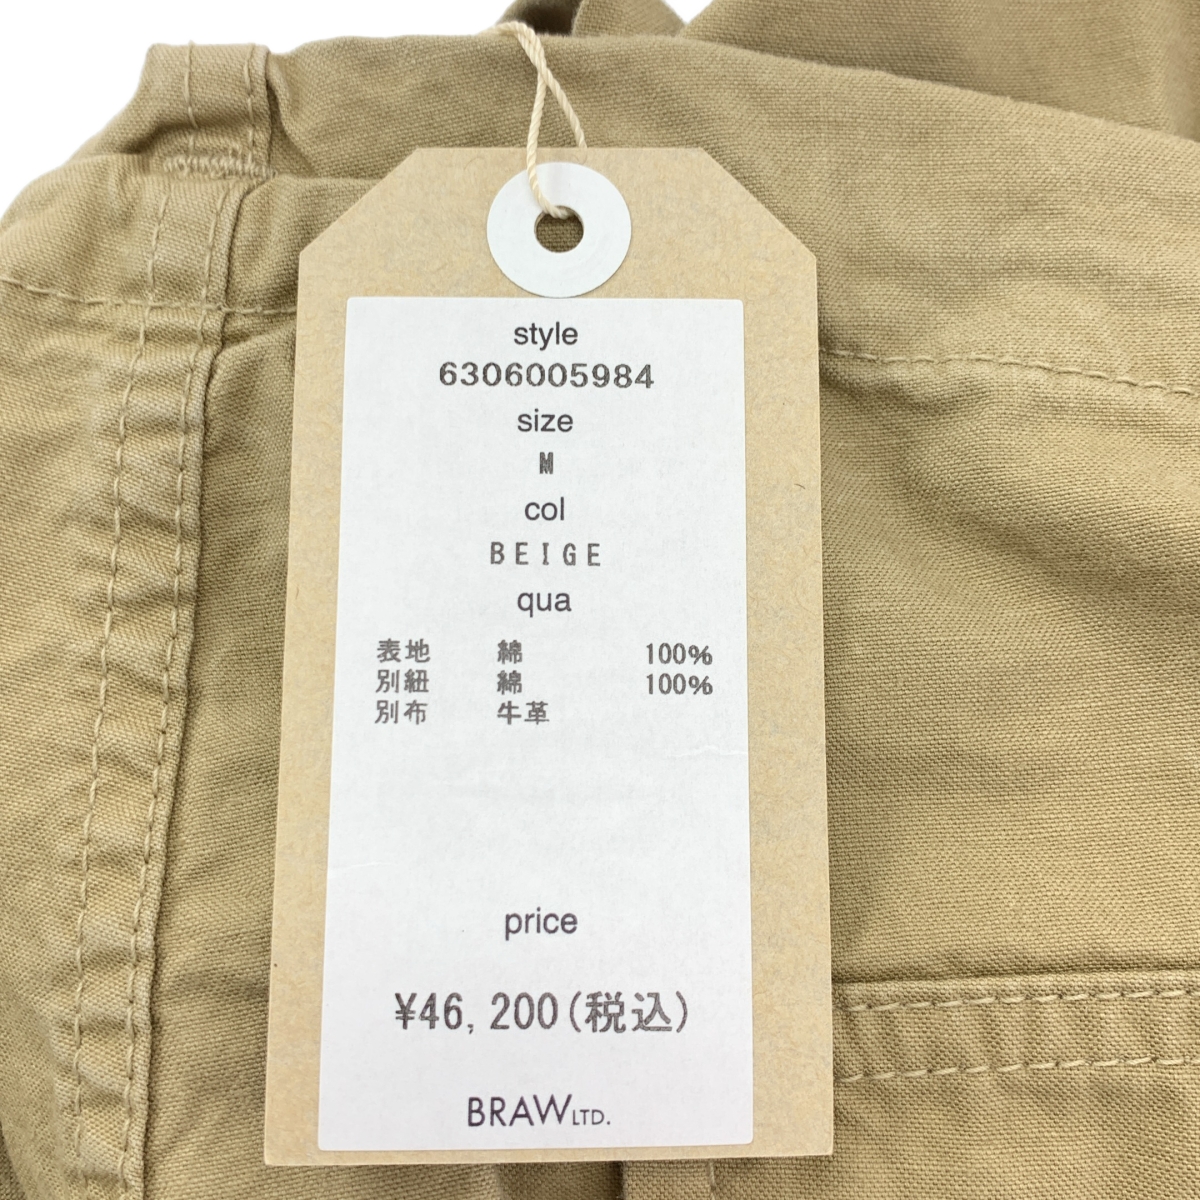 style
6306005984
size
M
col
BEIGE
qua
表地 綿 100%
別紐 綿 100%
別布 牛革
price
¥46,200(税込)
BRAW LTD.